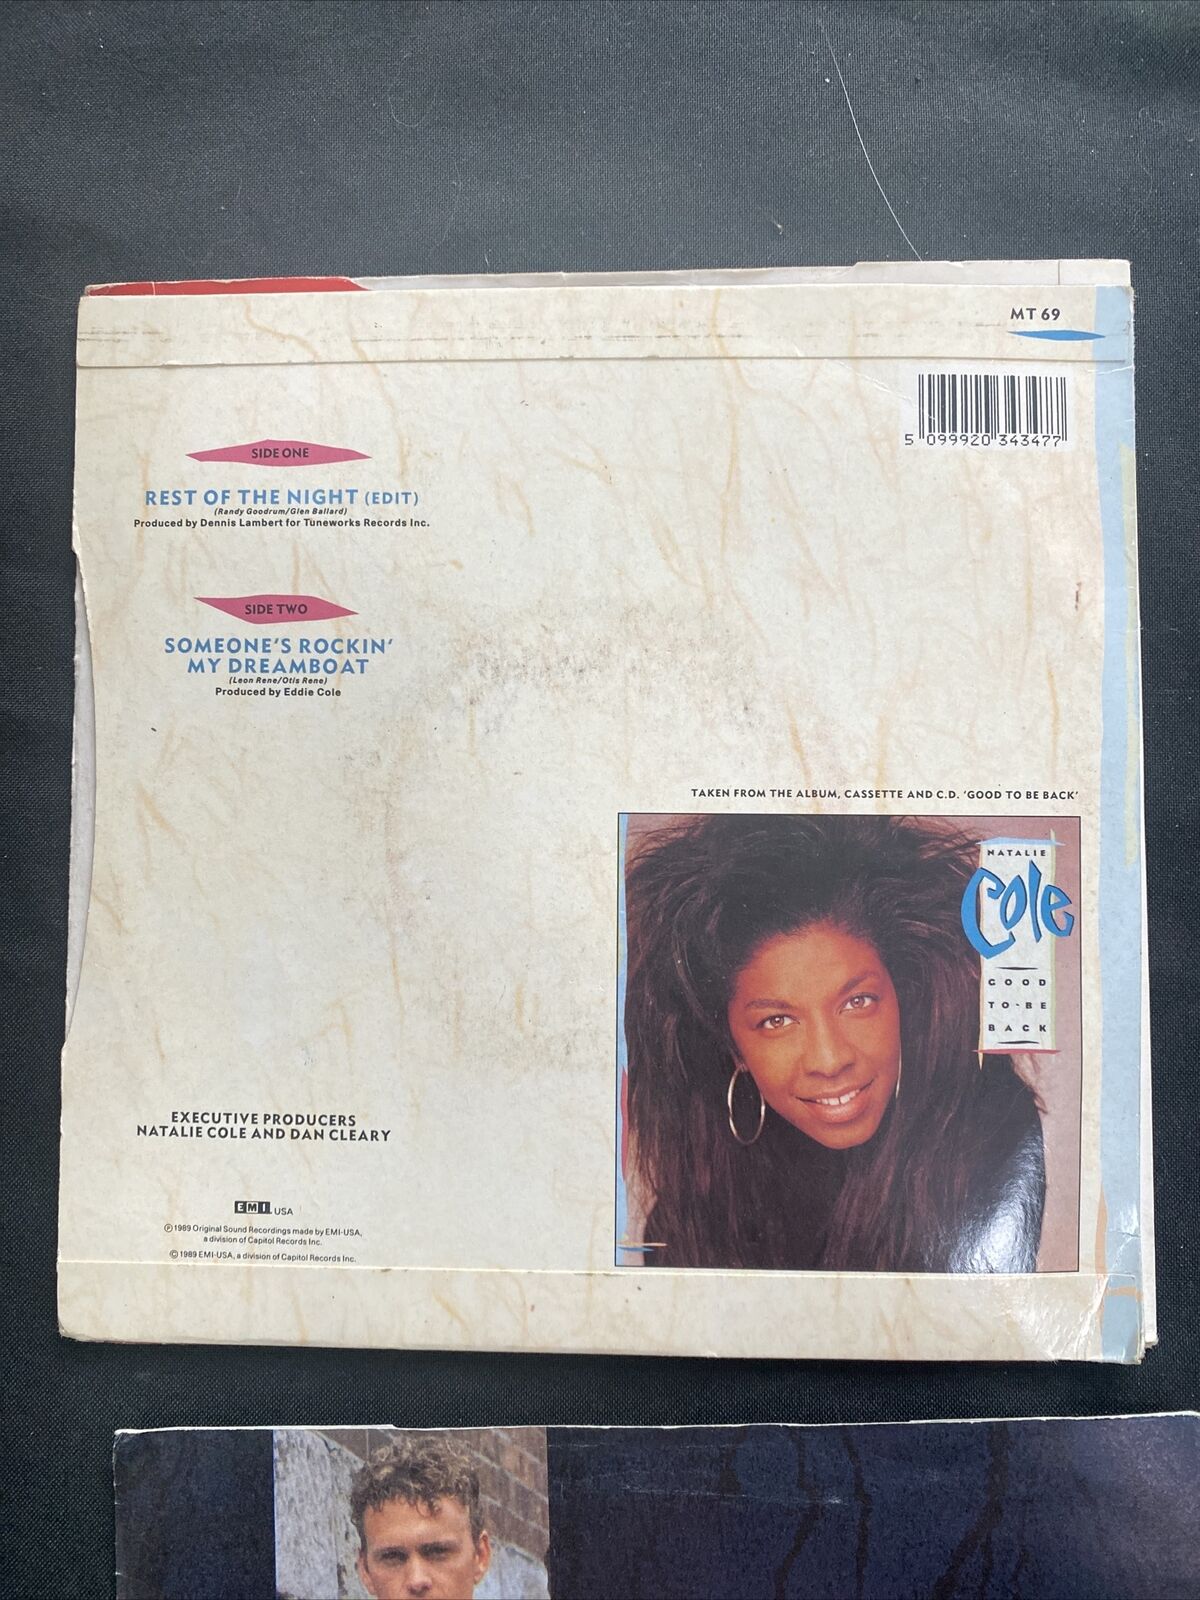 MT 69
5 099920 343477
SIDE ONE
REST OF THE NIGHT (EDIT)
(Randy Goodrum/Glen Ballard)
Produced by Dennis Lambert for Tuneworks Records Inc.
SIDE TWO
SOMEONE'S ROCKIN'
MY DREAMBOAT
(Leon Rene/Otis Rene)
Produced by Eddie Cole
TAKEN FROM THE ALBUM, CASSETTE AND C.D. 'GOOD TO BE BACK'
NATALIE
Cole
GOOD
TO-BE
BACK
EXECUTIVE PRODUCERS
NATALIE COLE AND DAN CLEARY
EMI USA
Ⓟ1989 Original Sound Recordings made by EMI-USA,
a division of Capitol Records Inc.
©1989 EMI-USA, a division of Capitol Records Inc.